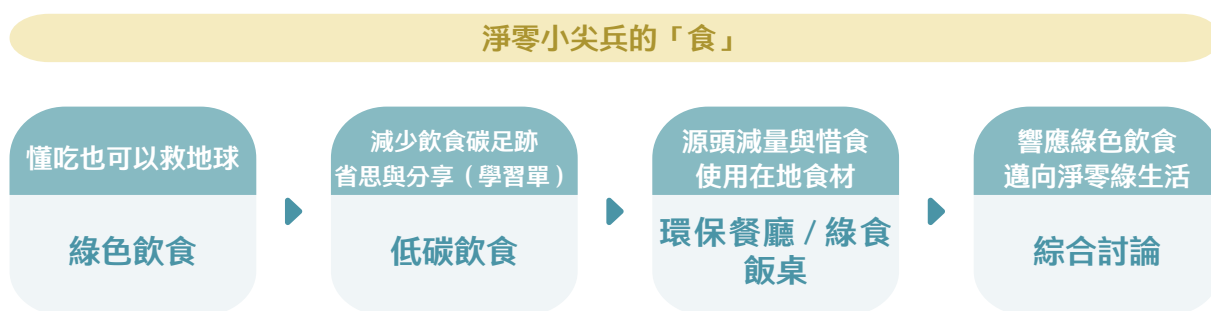 淨零小尖兵的「食」
懂吃也可以救地球
綠色飲食
減少飲食碳足跡
省思與分享（學習單）
低碳飲食
源頭減量與惜食
使用在地食材
環保餐廳 / 綠食
飯桌
響應綠色飲食
邁向淨零綠生活
綜合討論